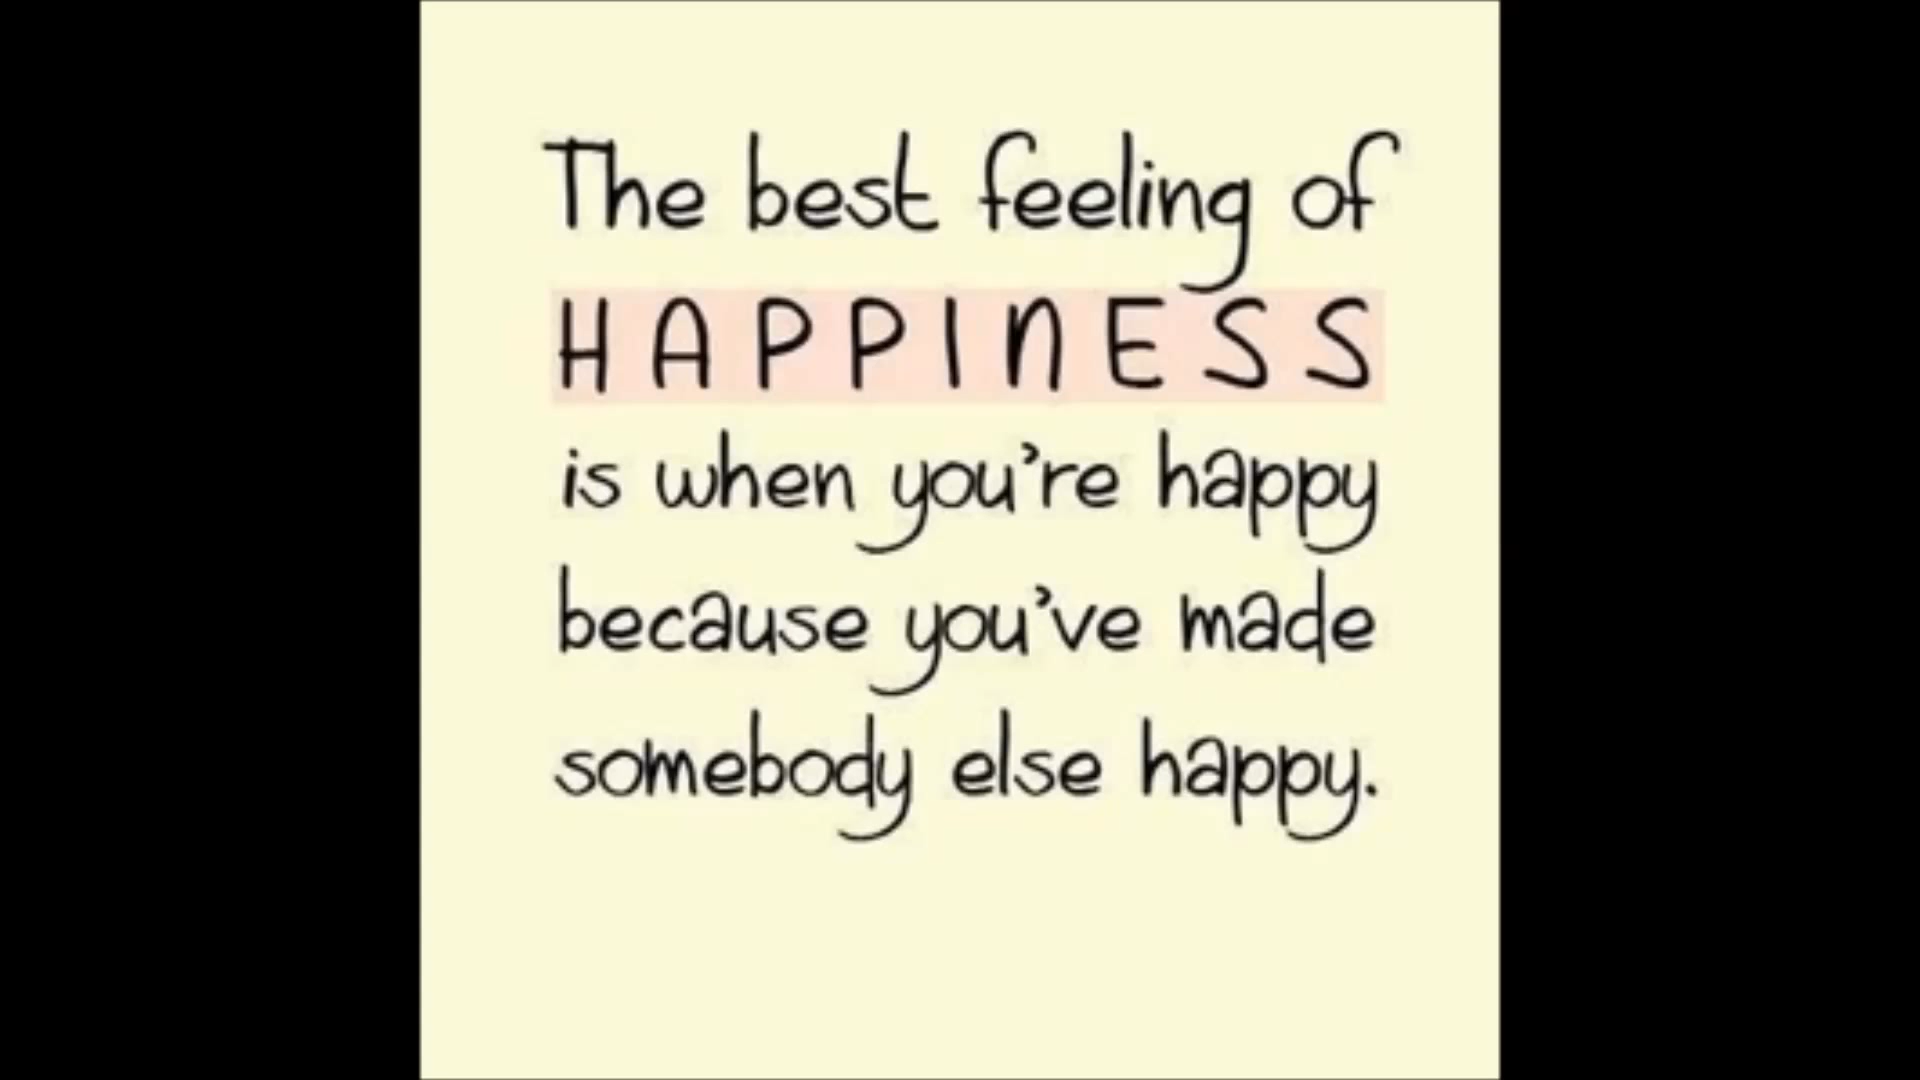 The best feeling of
HAPPINESS
is when you're happy
because you've made
somebody else happy.